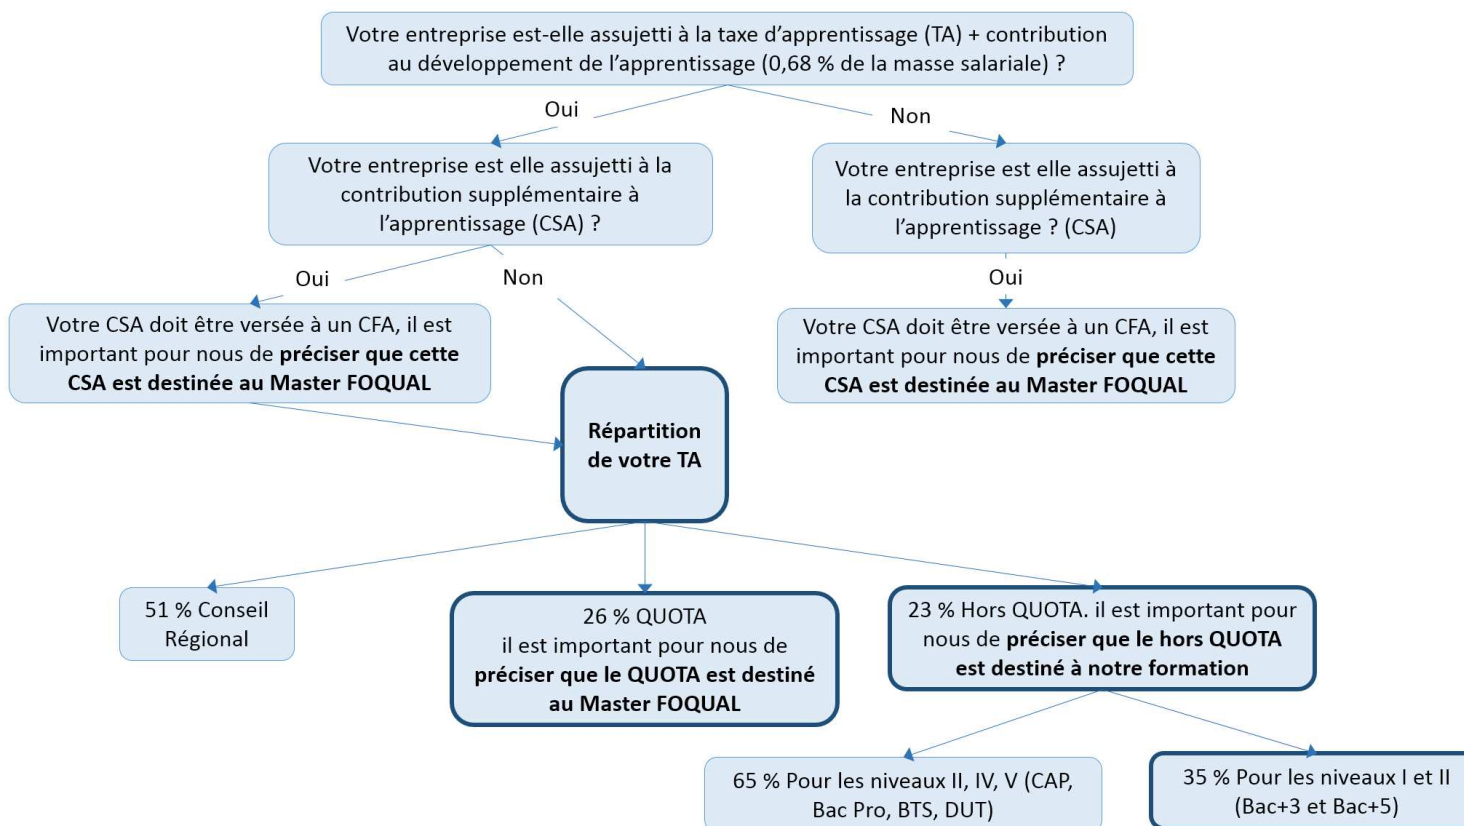 Votre entreprise est-elle assujetti à la taxe d'apprentissage (TA) + contribution
au développement de l'apprentissage (0,68 % de la masse salariale) ?
Oui
Non
Votre entreprise est elle assujetti à la
contribution supplémentaire à
l'apprentissage (CSA) ?
Votre entreprise est elle assujetti à
la contribution supplémentaire à
l'apprentissage ? (CSA)
Oui
Non
Oui
Votre CSA doit être versée à un CFA, il est
important pour nous de préciser que cette
CSA est destinée au Master FOQUAL
Votre CSA doit être versée à un CFA, il est
important pour nous de préciser que cette
CSA est destinée au Master FOQUAL
Répartition
de votre TA
51 % Conseil
Régional
26 % QUOTA
il est important pour nous de
préciser que le QUOTA est destiné
au Master FOQUAL
23 % Hors QUOTA. il est important pour
nous de préciser que le hors QUOTA
est destiné à notre formation
65 % Pour les niveaux II, IV, V (CAP,
Bac Pro, BTS, DUT)
35 % Pour les niveaux I et II
(Bac+3 et Bac+5)